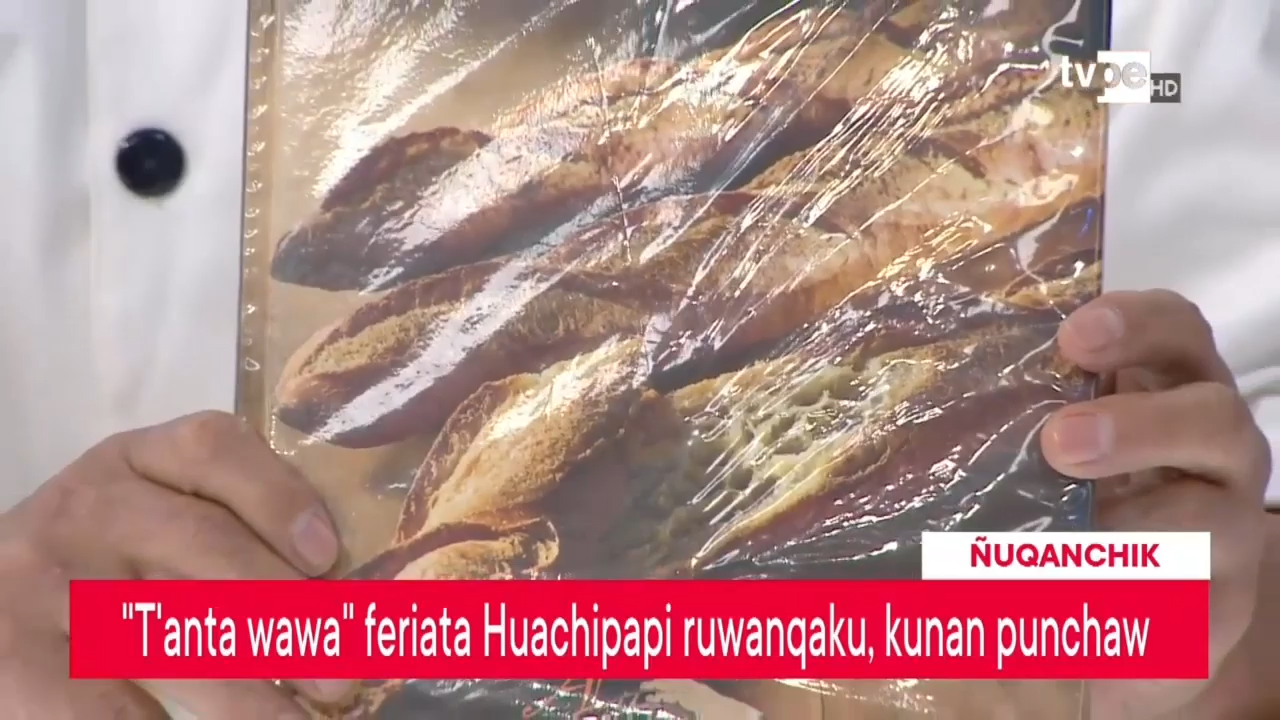 tvpe HD
ÑUQANCHIK
"T'anta wawa" feriata Huachipapi ruwanqaku, kunan punchaw